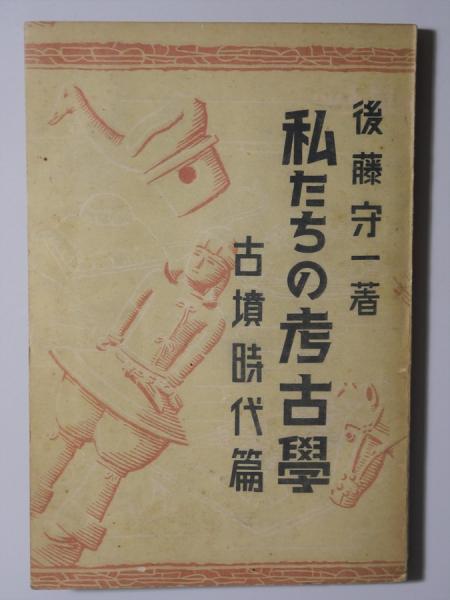 後藤守一著
私たちの考古學
古墳時代篇